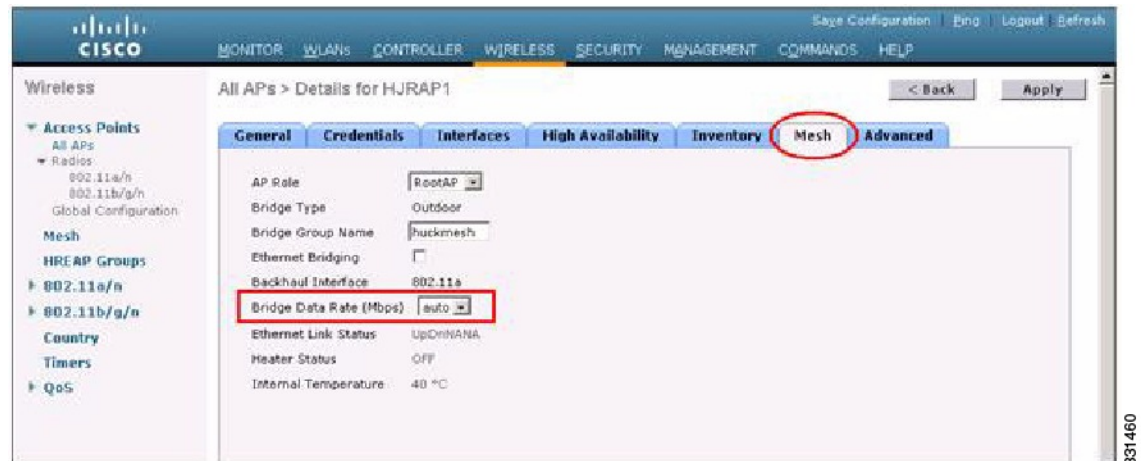 Save Configuration Ping Logout Refresh
CISCO
MONITOR WLANs CONTROLLER WIRELESS SECURITY MANAGEMENT COMMANDS HELP
Wireless
All APs > Details for HJRAP1
< Back Apply
Access Points
All APs
Radios
802.11a/n
802.11b/g/n
Global Configuration
Mesh
HREAP Groups
802.11a/n
802.11b/g/n
Country
Timers
QoS
General Credentials Interfaces High Availability Inventory Mesh Advanced
AP Role RootAP
Bridge Type Outdoor
Bridge Group Name huckmesh
Ethernet Bridging
Backhaul Interface 802.11a
Bridge Data Rate (Mbps) auto
Ethernet Link Status UpDnNANA
Heater Status OFF
Internal Temperature 40 °C
331460